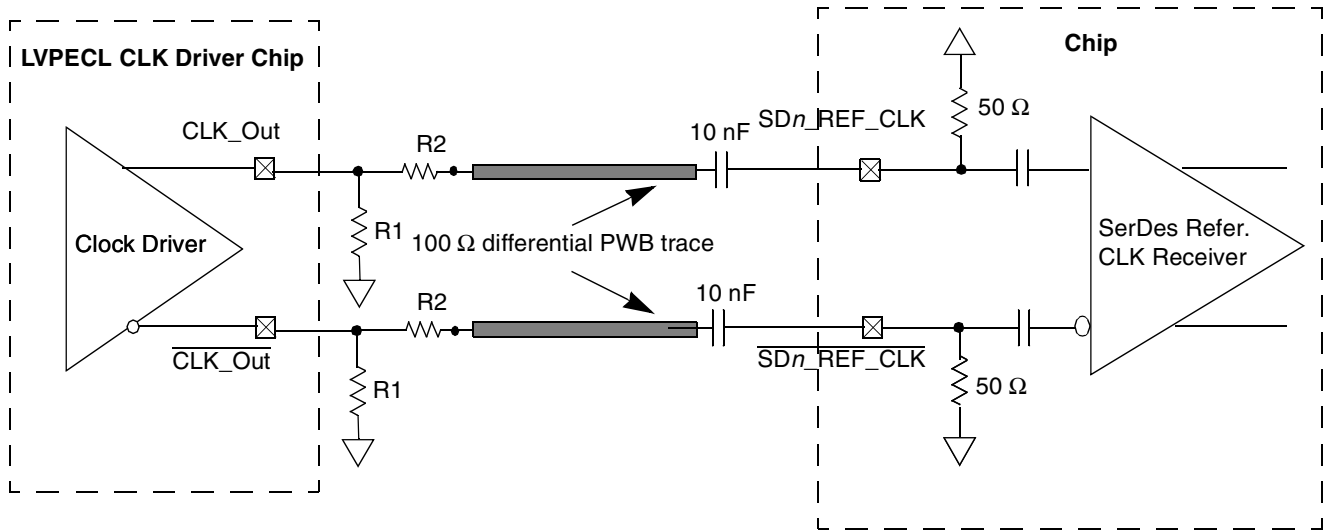 LVPECL CLK Driver Chip
Chip
CLK_Out
R2
10 nF
SDn_REF_CLK
50 Ω
Clock Driver
R1
100 Ω differential PWB trace
SerDes Refer.
CLK Receiver
R2
10 nF
CLK_Out
SDn_REF_CLK
R1
50 Ω